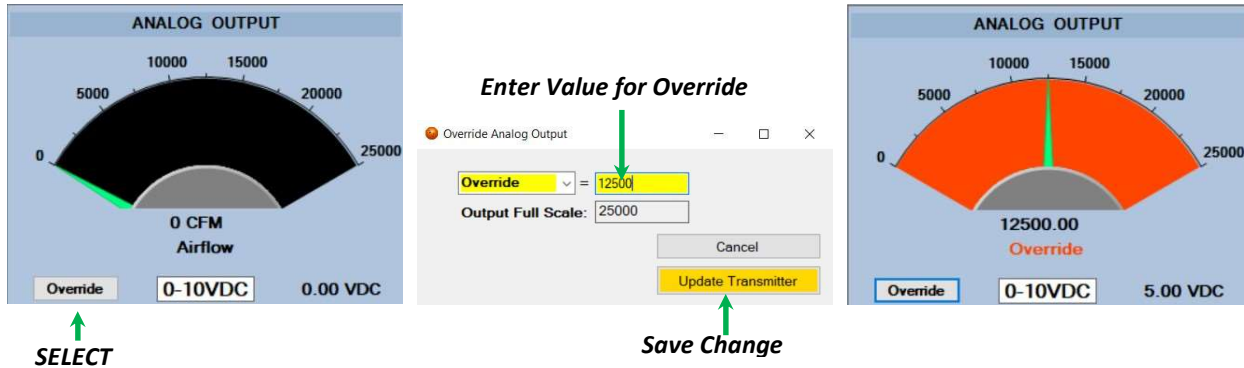 ANALOG OUTPUT
10000 15000
5000 20000
0 25000
0 CFM
Airflow
Override 0-10VDC 0.00 VDC
SELECT
Enter Value for Override
Override Analog Output
Override = 12500
Output Full Scale: 25000
Cancel
Update Transmitter
Save Change
ANALOG OUTPUT
10000 15000
5000 20000
0 25000
12500.00
Override
Override 0-10VDC 5.00 VDC